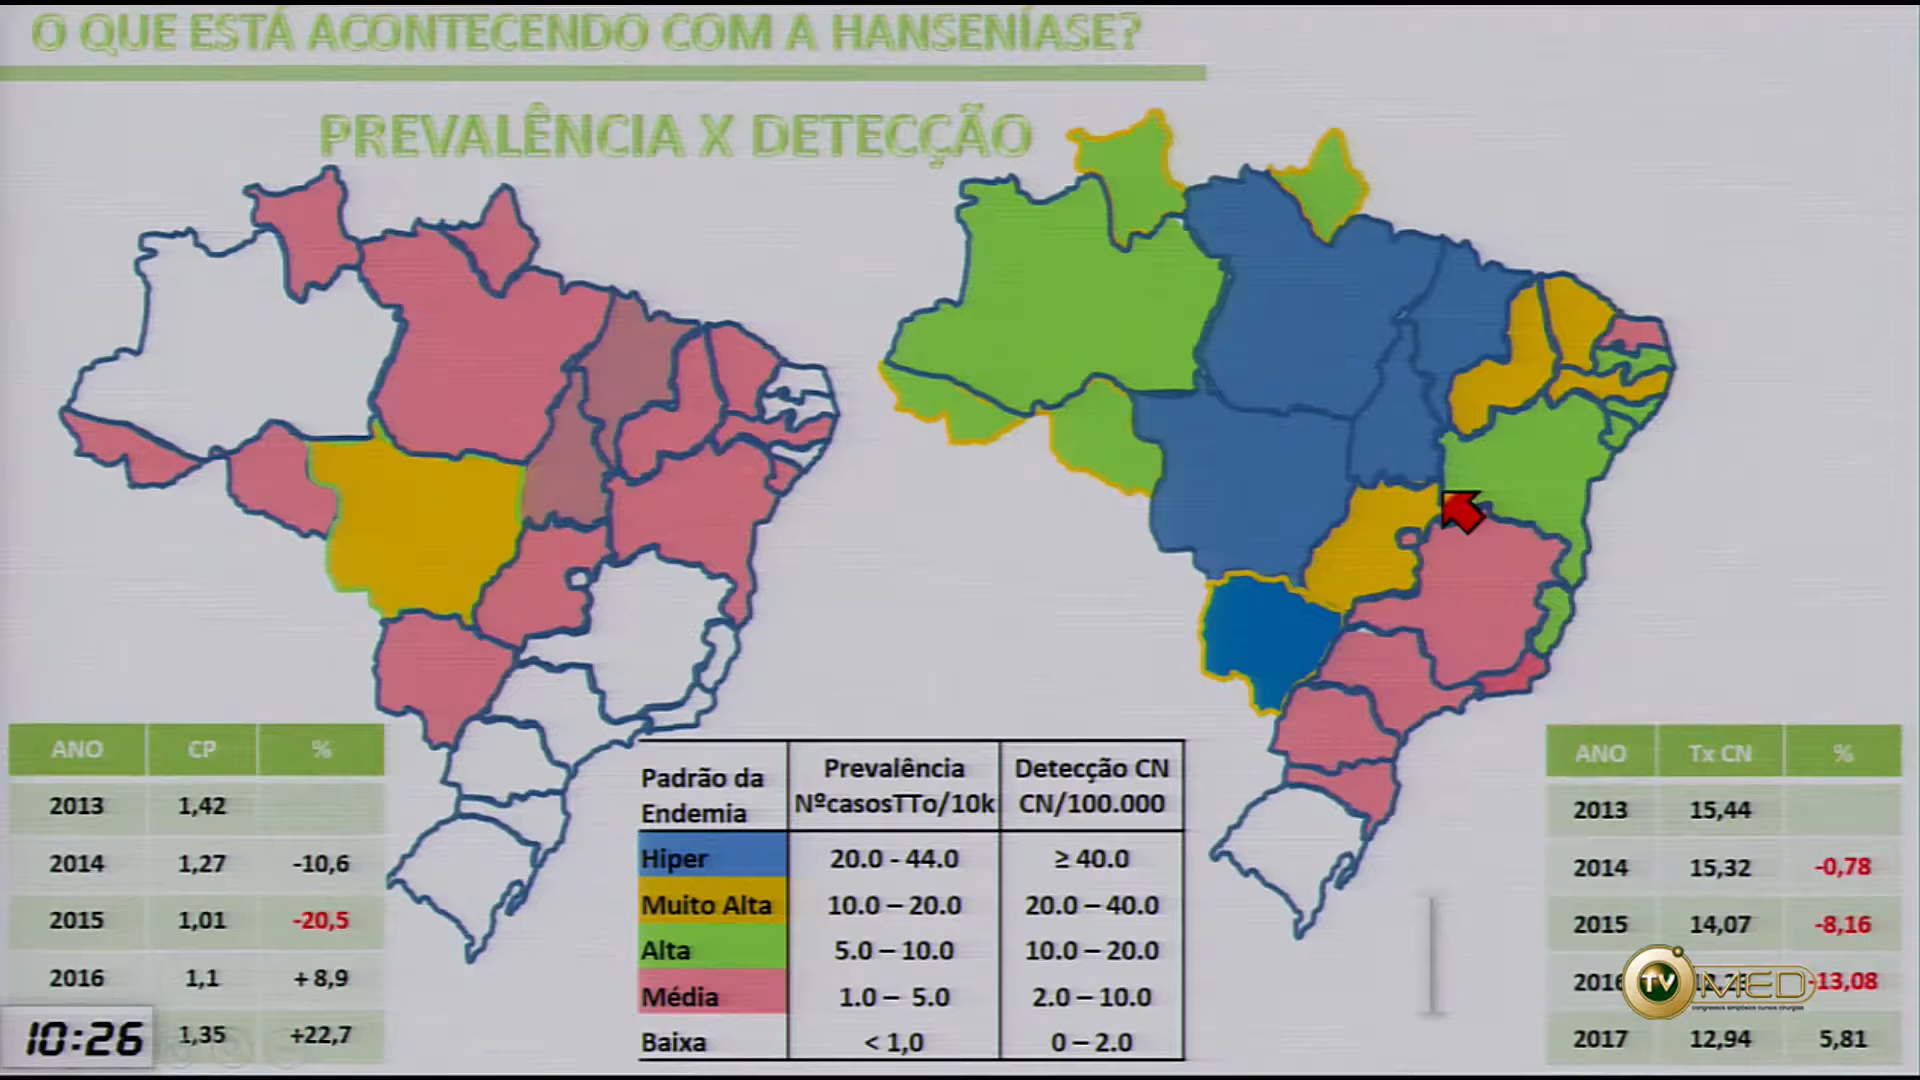 O QUE ESTÁ ACONTECENDO COM A HANSENÍASE?
PREVALÊNCIA X DETECÇÃO
ANO CP %
2013 1,42
2014 1,27 -10,6
2015 1,01 -20,5
2016 1,1 + 8,9
1,35 +22,7
10:26
Padrão da Endemia Prevalência NºcasosTTo/10k Detecção CN CN/100.000
Hiper 20.0 - 44.0 ≥ 40.0
Muito Alta 10.0 – 20.0 20.0 – 40.0
Alta 5.0 – 10.0 10.0 – 20.0
Média 1.0 – 5.0 2.0 – 10.0
Baixa < 1,0 0 – 2.0
ANO Tx CN %
2013 15,44
2014 15,32 -0,78
2015 14,07 -8,16
2016 -13,08
2017 12,94 5,81
TV MED